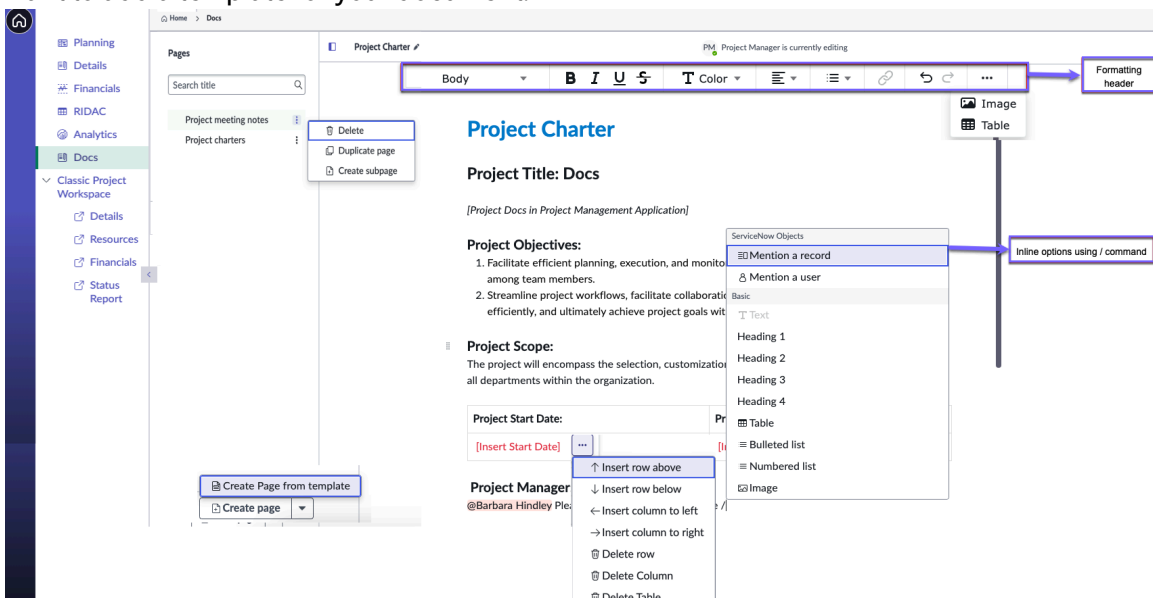 Home > Docs
Planning
Details
Financials
RIDAC
Analytics
Docs
Classic Project
Workspace
Details
Resources
Financials
Status
Report
Pages
Search title
Project meeting notes
Project charters
Delete
Duplicate page
Create subpage
Create Page from template
Create page
Project Charter
PM Project Manager is currently editing
Body B I U S T Color
Image
Table
Formatting
header
Project Charter
Project Title: Docs
[Project Docs in Project Management Application]
Project Objectives:
1. Facilitate efficient planning, execution, and monito
among team members.
2. Streamline project workflows, facilitate collaboratio
efficiently, and ultimately achieve project goals wit
Project Scope:
The project will encompass the selection, customization
all departments within the organization.
Project Start Date: Pr
[Insert Start Date] [I
Project Manager
@Barbara Hindley Plea /
Insert row above
Insert row below
Insert column to left
Insert column to right
Delete row
Delete Column
Delete Table
ServiceNow Objects
Mention a record
Mention a user
Basic
Text
Heading 1
Heading 2
Heading 3
Heading 4
Table
Bulleted list
Numbered list
Image
Inline options using / command